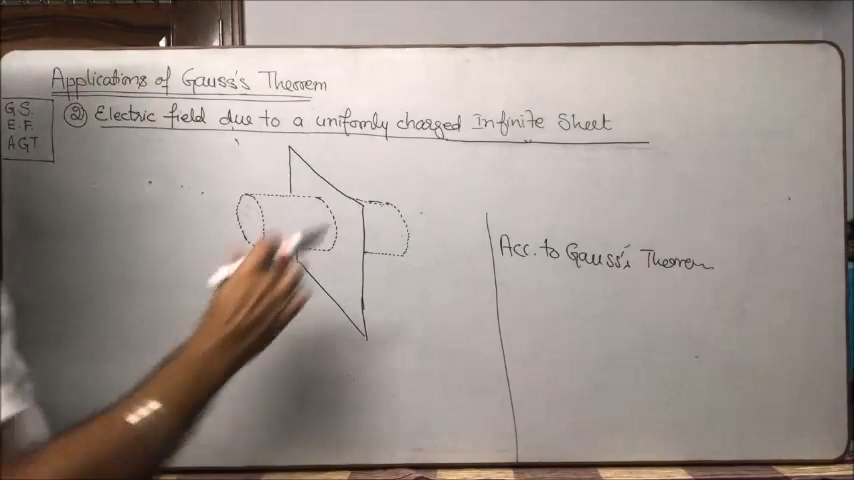 Applications of Gauss's Theorem
G.S.
E.F.
AGT
② Electric field due to a uniformly charged Infinite Sheet
Acc. to Gauss's Theorem